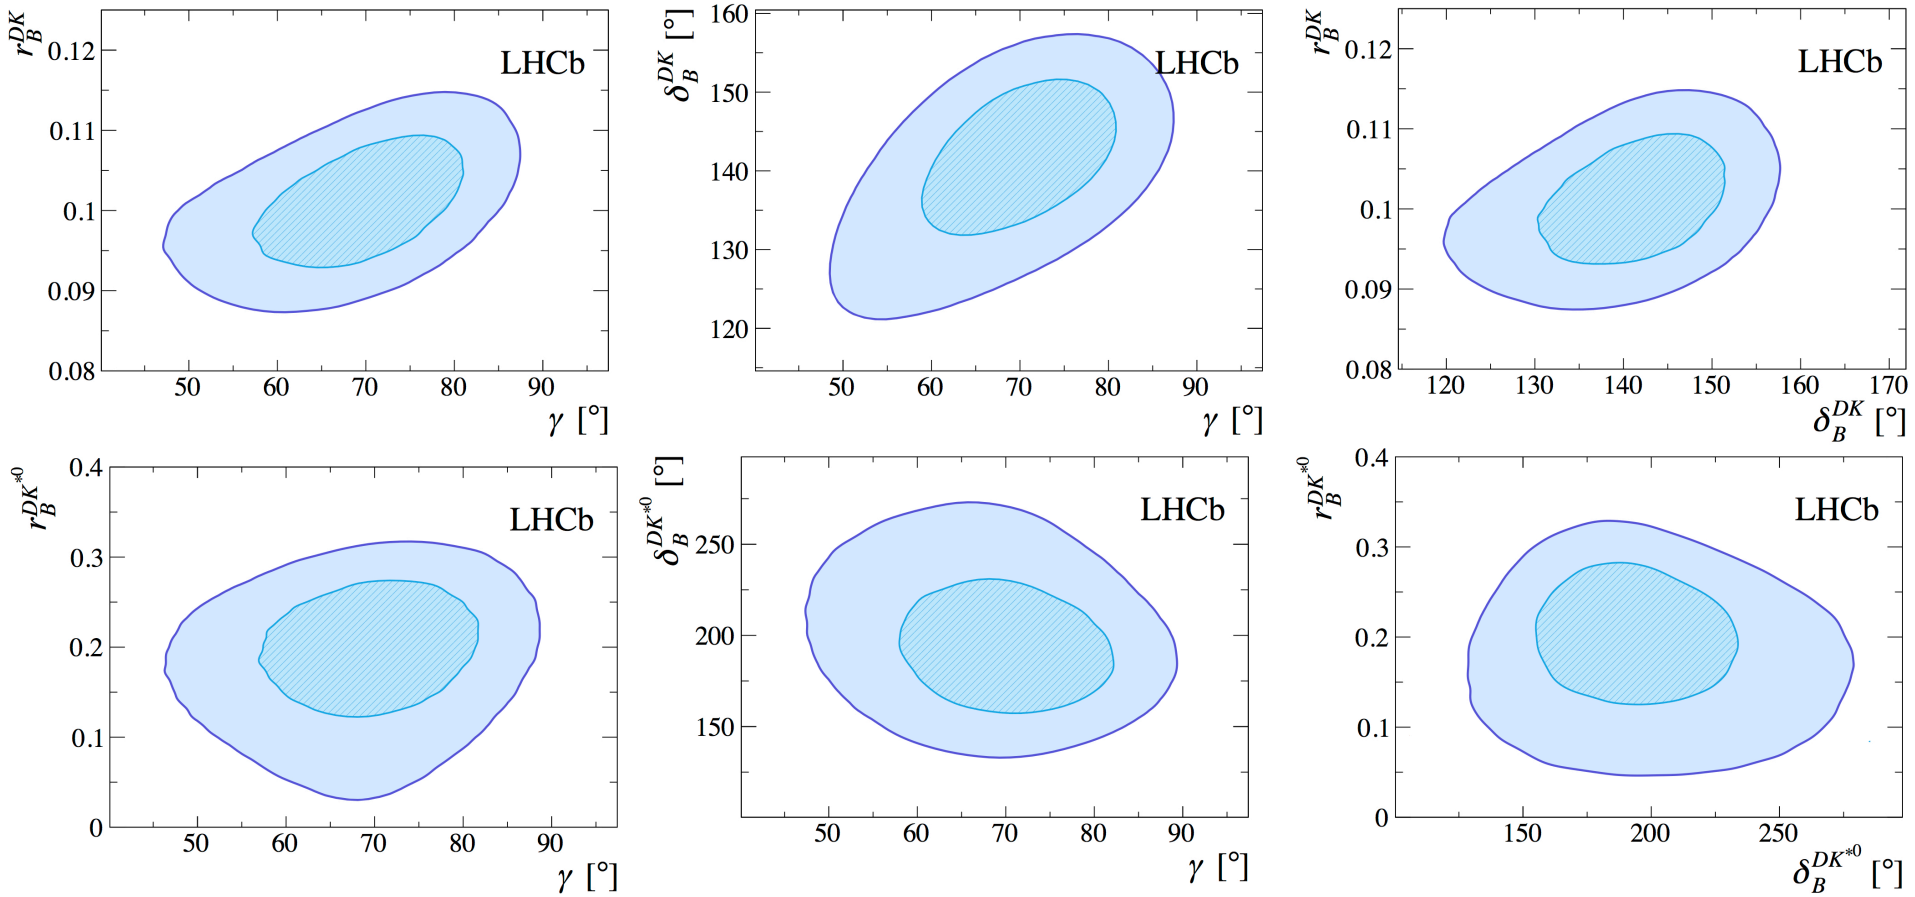 r_B^{DK}
0.12
0.11
0.1
0.09
0.08
LHCb
50 60 70 80 90
γ [°]
δ_B^{DK} [°]
160
150
140
130
120
LHCb
50 60 70 80 90
γ [°]
r_B^{DK}
0.12
0.11
0.1
0.09
0.08
LHCb
120 130 140 150 160 170
δ_B^{DK} [°]
r_B^{DK*0}
0.4
0.3
0.2
0.1
0
LHCb
50 60 70 80 90
γ [°]
δ_B^{DK*0} [°]
250
200
150
LHCb
50 60 70 80 90
γ [°]
r_B^{DK*0}
0.4
0.3
0.2
0.1
0
LHCb
150 200 250
δ_B^{DK*0} [°]